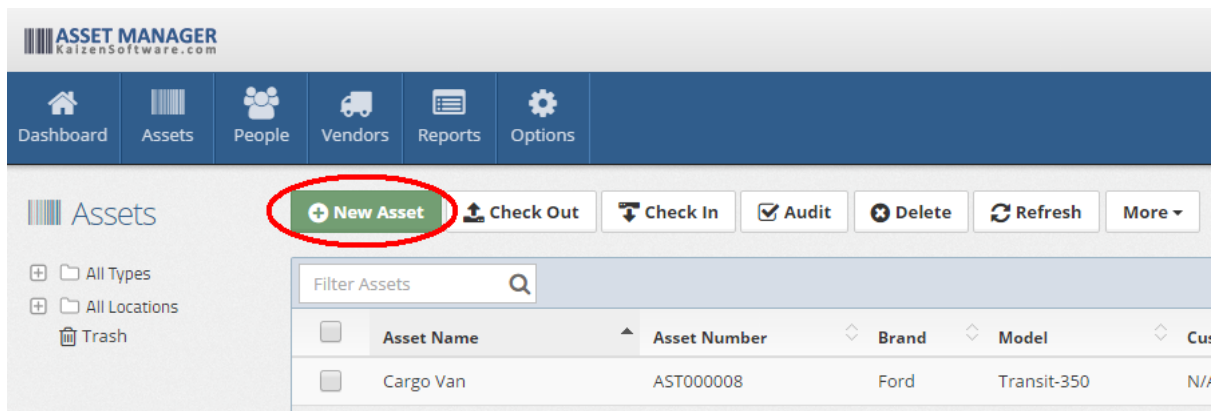 ASSET MANAGER
KaizenSoftware.com
Dashboard Assets People Vendors Reports Options
Assets
New Asset Check Out Check In Audit Delete Refresh More
All Types
All Locations
Trash
Filter Assets
Asset Name Asset Number Brand Model Cus
Cargo Van AST000008 Ford Transit-350 N/A